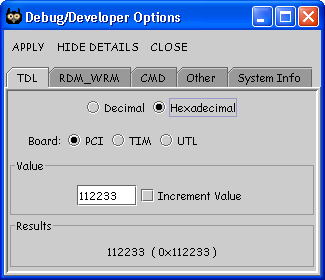 Debug/Developer Options
APPLY HIDE DETAILS CLOSE
TDL RDM_WRM CMD Other System Info
Decimal Hexadecimal
Board: PCI TIM UTL
Value
112233 Increment Value
Results
112233 ( 0x112233 )